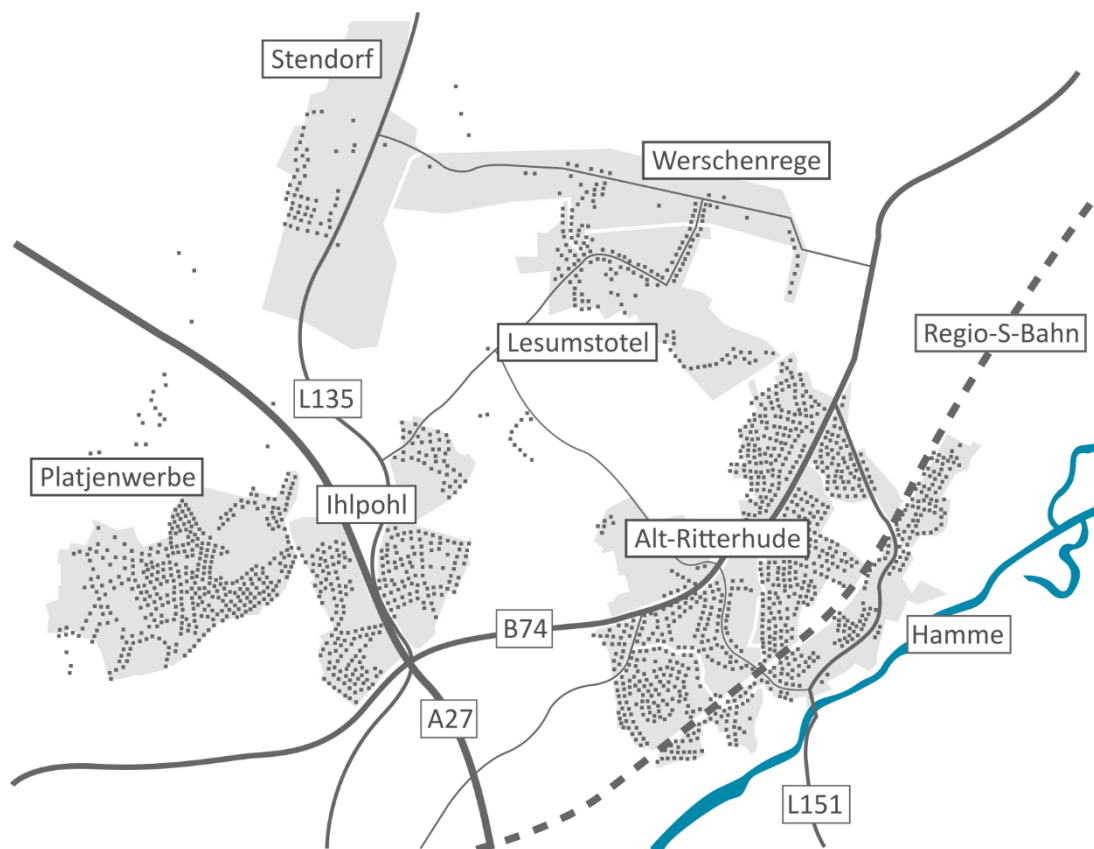 Stendorf
Werschenrege
Regio-S-Bahn
Lesumstotel
L135
Platjenwerbe
Ihlpohl
Alt-Ritterhude
B74
Hamme
A27
L151